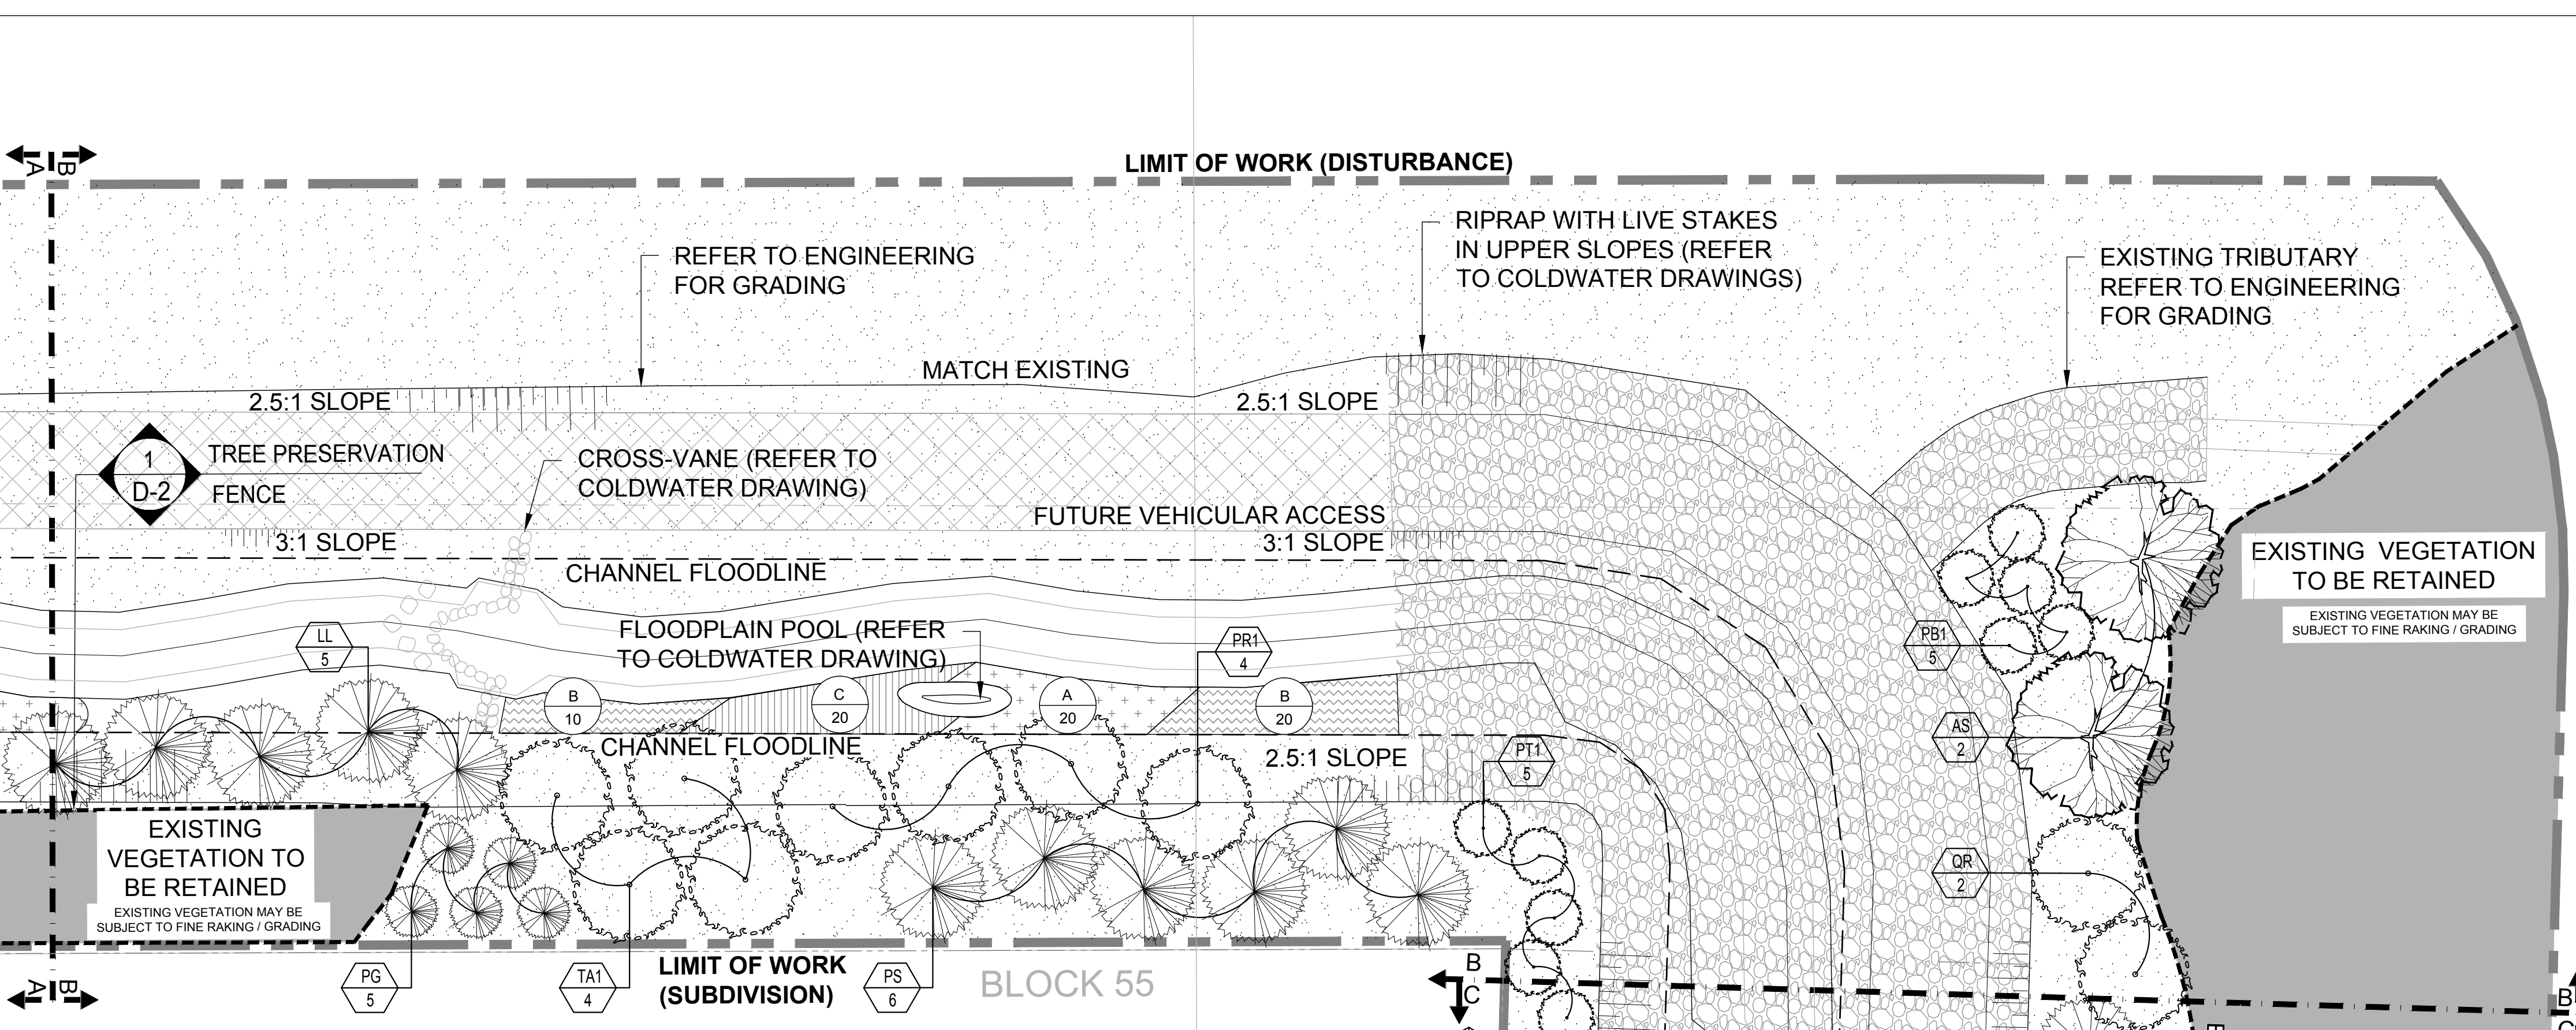 LIMIT OF WORK (DISTURBANCE)
A
B
REFER TO ENGINEERING
FOR GRADING
RIPRAP WITH LIVE STAKES
IN UPPER SLOPES (REFER
TO COLDWATER DRAWINGS)
EXISTING TRIBUTARY
REFER TO ENGINEERING
FOR GRADING
MATCH EXISTING
2.5:1 SLOPE
2.5:1 SLOPE
1
D-2
TREE PRESERVATION
FENCE
CROSS-VANE (REFER TO
COLDWATER DRAWING)
FUTURE VEHICULAR ACCESS
3:1 SLOPE
3:1 SLOPE
CHANNEL FLOODLINE
EXISTING VEGETATION
TO BE RETAINED
EXISTING VEGETATION MAY BE
SUBJECT TO FINE RAKING / GRADING
LL
5
FLOODPLAIN POOL (REFER
TO COLDWATER DRAWING)
PR1
4
PB1
5
B
10
C
20
A
20
B
20
AS
2
CHANNEL FLOODLINE
2.5:1 SLOPE
PT1
5
EXISTING
VEGETATION TO
BE RETAINED
EXISTING VEGETATION MAY BE
SUBJECT TO FINE RAKING / GRADING
QR
2
PG
5
TA1
4
LIMIT OF WORK
(SUBDIVISION)
PS
6
BLOCK 55
A
B
B
C
B